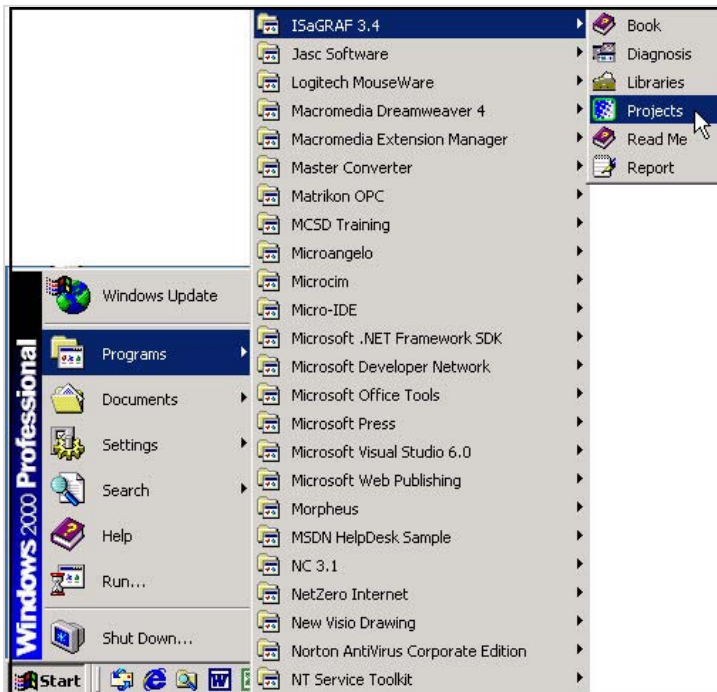 ISaGRAF 3.4
Jasc Software
Logitech MouseWare
Macromedia Dreamweaver 4
Macromedia Extension Manager
Master Converter
Matrikon OPC
MCSD Training
Microangelo
Microcim
Micro-IDE
Microsoft .NET Framework SDK
Microsoft Developer Network
Microsoft Office Tools
Microsoft Press
Microsoft Visual Studio 6.0
Microsoft Web Publishing
Morpheus
MSDN HelpDesk Sample
NC 3.1
NetZero Internet
New Visio Drawing
Norton AntiVirus Corporate Edition
NT Service Toolkit
Book
Diagnosis
Libraries
Projects
Read Me
Report
Windows Update
Programs
Documents
Settings
Search
Help
Run...
Shut Down...
Windows 2000 Professional
Start